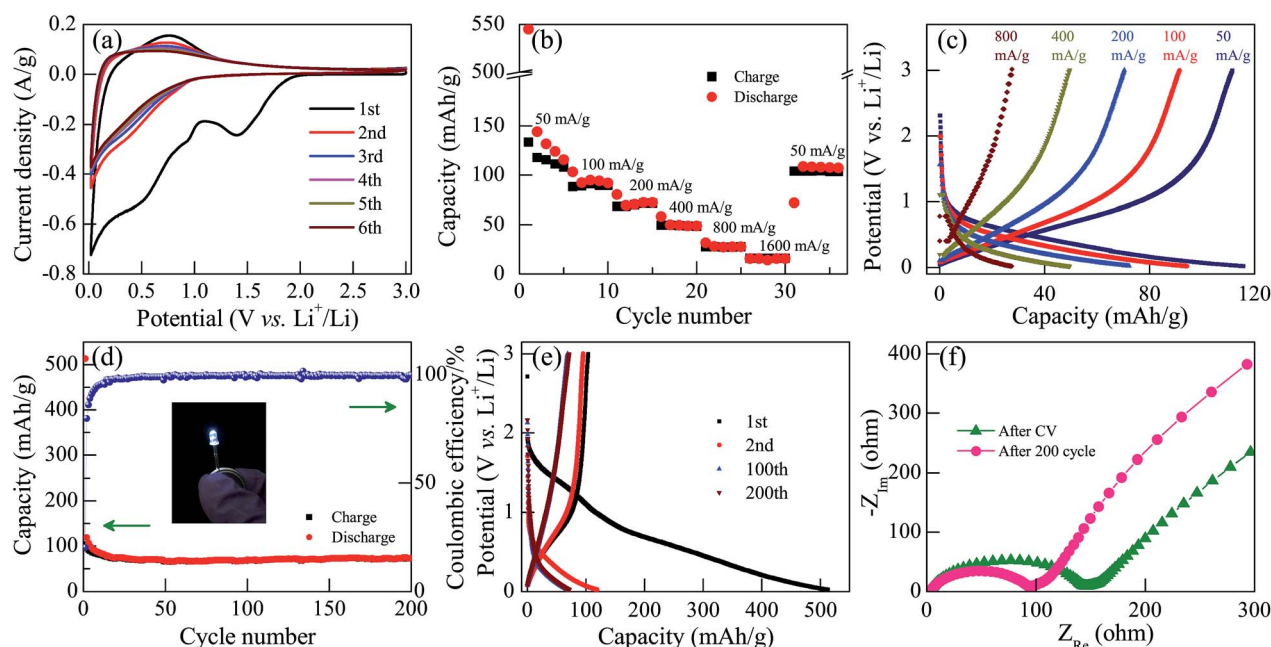 (a)
Current density (A/g)
0.2
0.0
-0.2
-0.4
-0.6
-0.8
1st
2nd
3rd
4th
5th
6th
0.0 0.5 1.0 1.5 2.0 2.5 3.0
Potential (V vs. Li⁺/Li)
(b)
Capacity (mAh/g)
550
500
150
100
50
0
Charge
Discharge
50 mA/g
100 mA/g
200 mA/g
400 mA/g
800 mA/g
1600 mA/g
50 mA/g
0 10 20 30
Cycle number
(c)
Potential (V vs. Li⁺/Li)
3
2
1
0
800 400 200 100 50
mA/g mA/g mA/g mA/g mA/g
0 40 80 120
Capacity (mAh/g)
(d)
Capacity (mAh/g)
500
450
400
200
150
100
50
0
Charge
Discharge
100
50
0
Coulombic efficiency/%
0 50 100 150 200
Cycle number
(e)
Potential (V vs. Li⁺/Li)
3
2
1
0
1st
2nd
100th
200th
0 100 200 300 400 500
Capacity (mAh/g)
(f)
-Z_Im (ohm)
400
300
200
100
0
After CV
After 200 cycle
0 100 200 300
Z_Re (ohm)